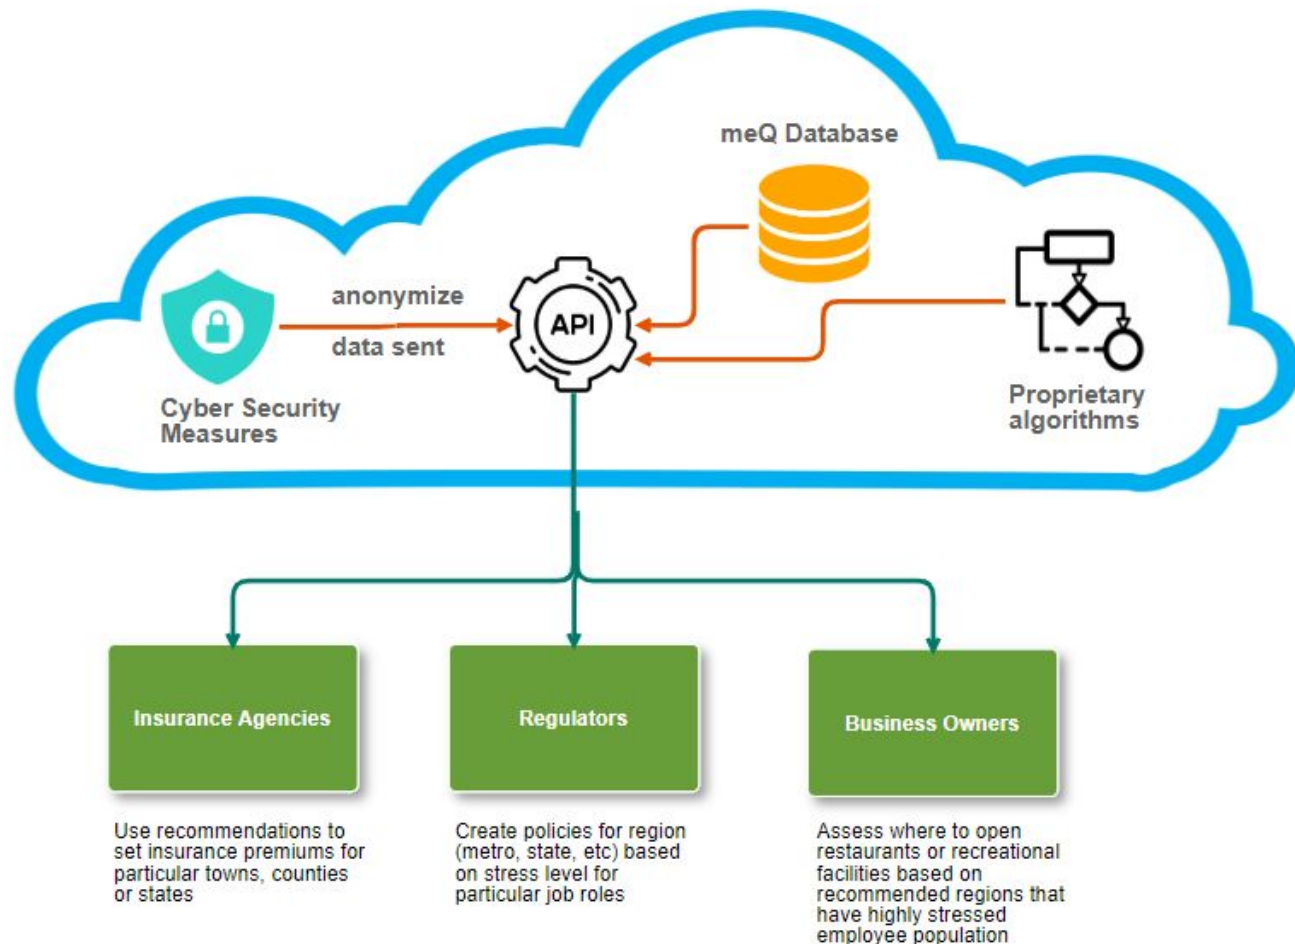 meQ Database
anonymize
data sent
API
Cyber Security
Measures
Proprietary
algorithms
Insurance Agencies
Regulators
Business Owners
Use recommendations to
set insurance premiums for
particular towns, counties
or states
Create policies for region
(metro, state, etc) based
on stress level for
particular job roles
Assess where to open
restaurants or recreational
facilities based on
recommended regions that
have highly stressed
employee population